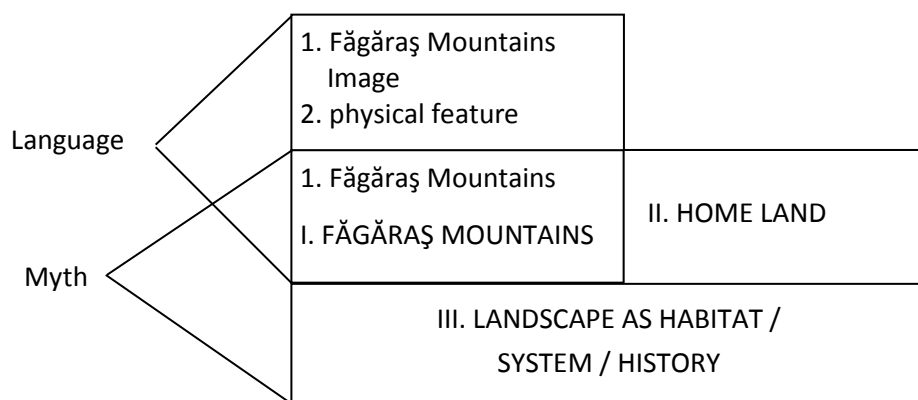 1. Făgăraş Mountains
Image
2. physical feature
Language
1. Făgăraş Mountains
I. FĂGĂRAŞ MOUNTAINS
II. HOME LAND
Myth
III. LANDSCAPE AS HABITAT /
SYSTEM / HISTORY